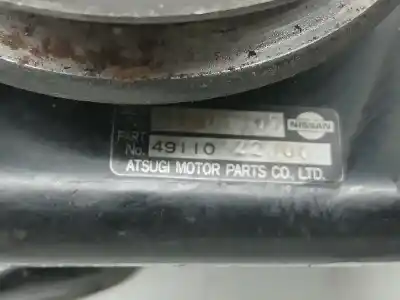 NISSAN
PART
No. 49110
ATSUGI MOTOR PARTS CO., LTD.